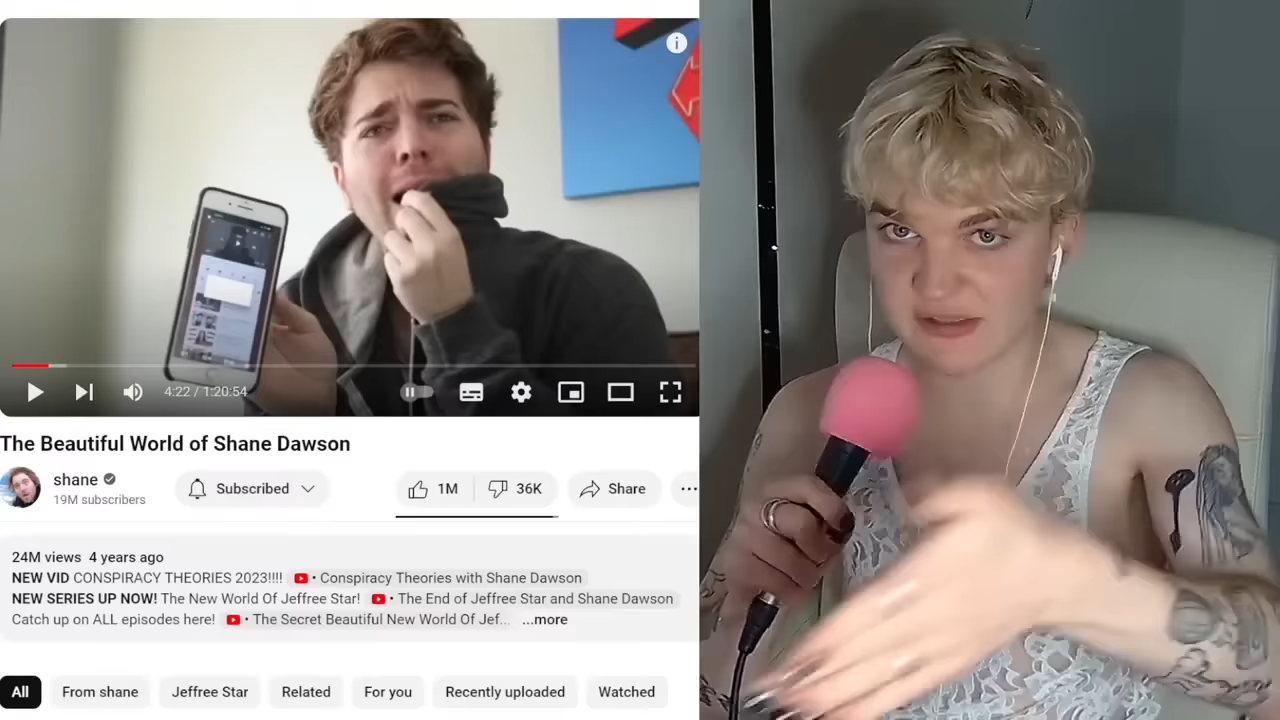 4:22 / 1:20:54
The Beautiful World of Shane Dawson
shane
19M subscribers
Subscribed
1M
36K
Share
24M views 4 years ago
NEW VID CONSPIRACY THEORIES 2023!!!! • Conspiracy Theories with Shane Dawson
NEW SERIES UP NOW! The New World Of Jeffree Star! • The End of Jeffree Star and Shane Dawson
Catch up on ALL episodes here! • The Secret Beautiful New World Of Jef... ...more
All
From shane
Jeffree Star
Related
For you
Recently uploaded
Watched